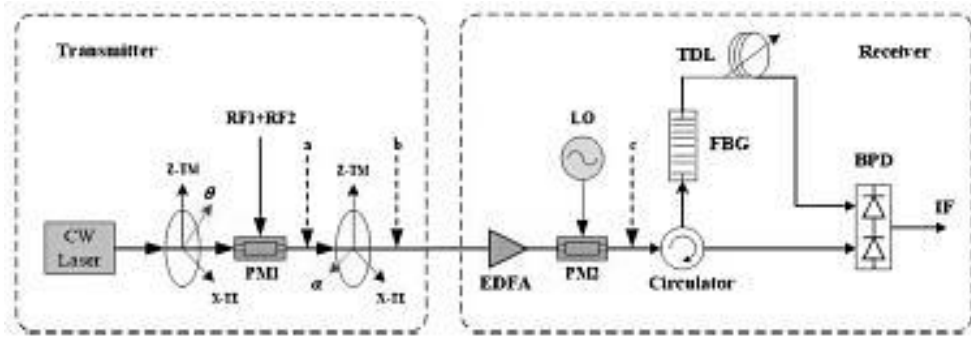 Transmitter
Receiver
TDL
RF1+RF2
LO
a
b
c
FBG
BPD
Z-TM
θ
Z-TM
IF
CW
Laser
PM1
α
X-TE
X-TE
EDFA
PM2
Circulator